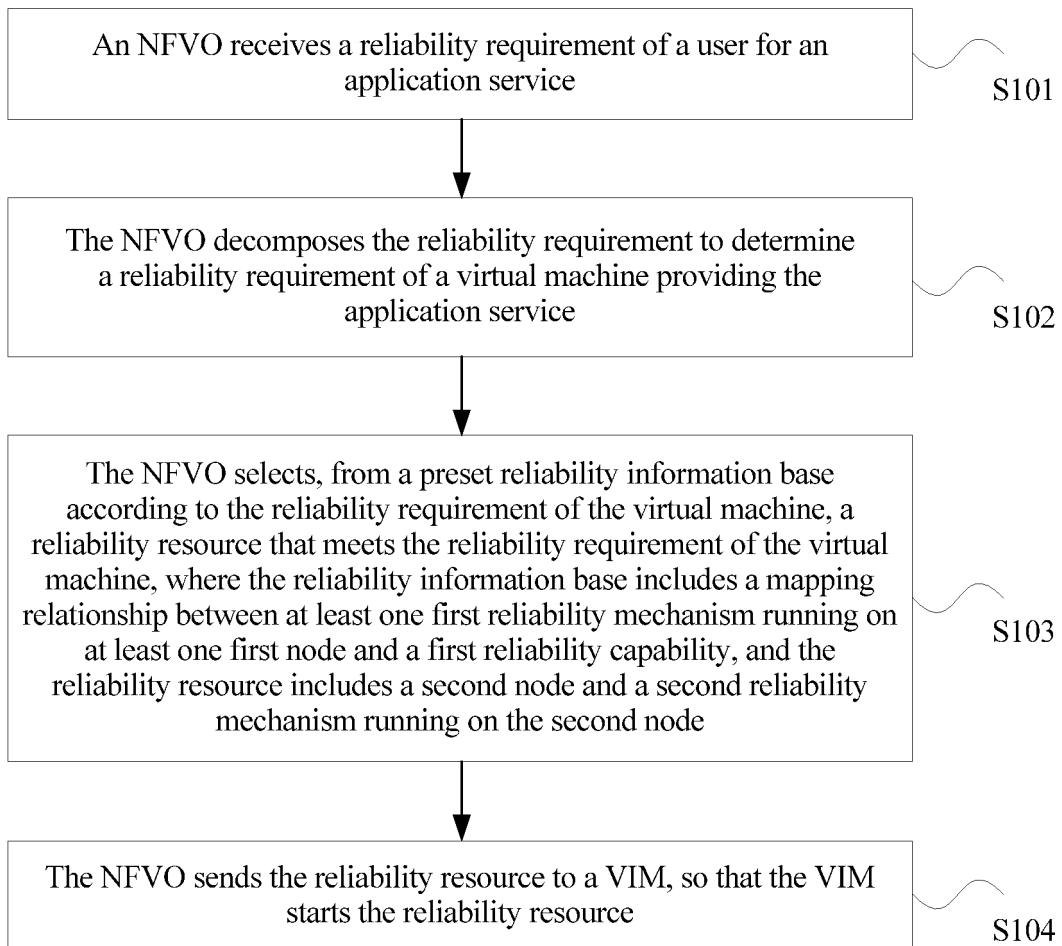 An NFVO receives a reliability requirement of a user for an
application service
S101
The NFVO decomposes the reliability requirement to determine
a reliability requirement of a virtual machine providing the
application service
S102
The NFVO selects, from a preset reliability information base
according to the reliability requirement of the virtual machine, a
reliability resource that meets the reliability requirement of the virtual
machine, where the reliability information base includes a mapping
relationship between at least one first reliability mechanism running on
at least one first node and a first reliability capability, and the
reliability resource includes a second node and a second reliability
mechanism running on the second node
S103
The NFVO sends the reliability resource to a VIM, so that the VIM
starts the reliability resource
S104